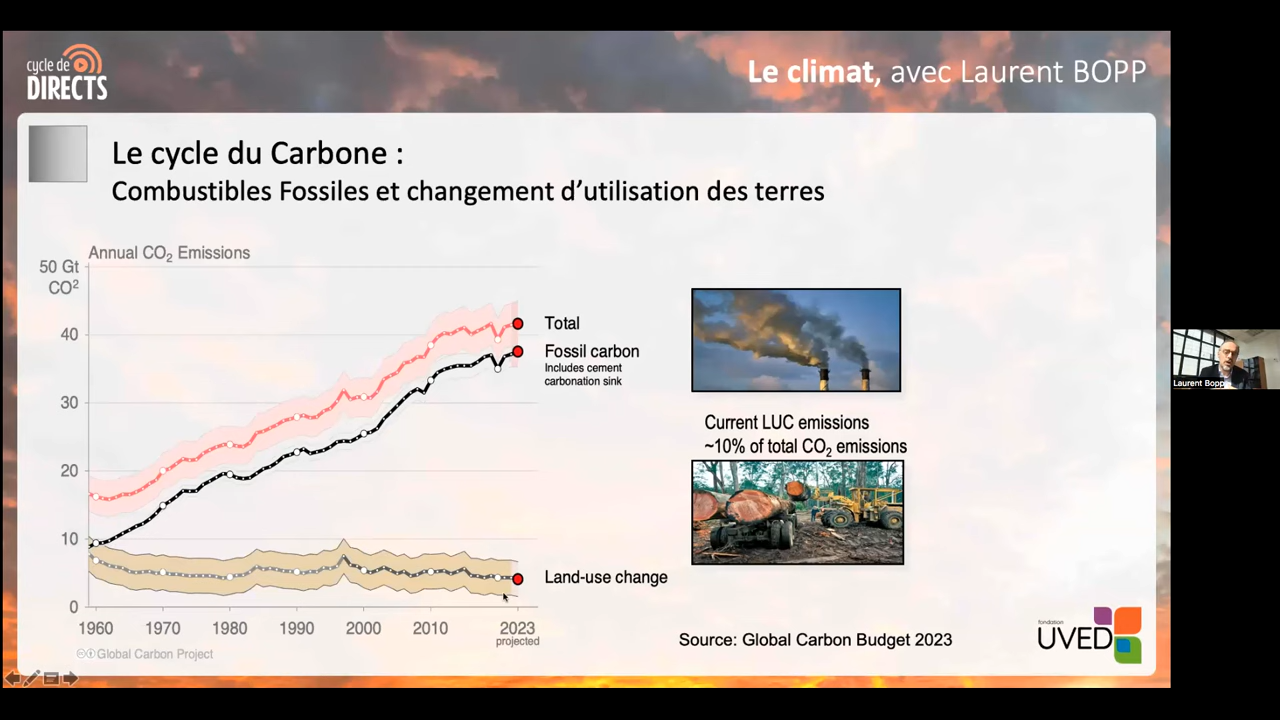 cycle de
DIRECTS
Le climat, avec Laurent BOPP
Le cycle du Carbone :
Combustibles Fossiles et changement d'utilisation des terres
Annual CO₂ Emissions
50 Gt
CO²
40
30
20
10
0
1960
1970
1980
1990
2000
2010
2023
projected
Total
Fossil carbon
Includes cement
carbonation sink
Land-use change
Global Carbon Project
Current LUC emissions
~10% of total CO₂ emissions
Source: Global Carbon Budget 2023
fondation
UVED
Laurent Bopp